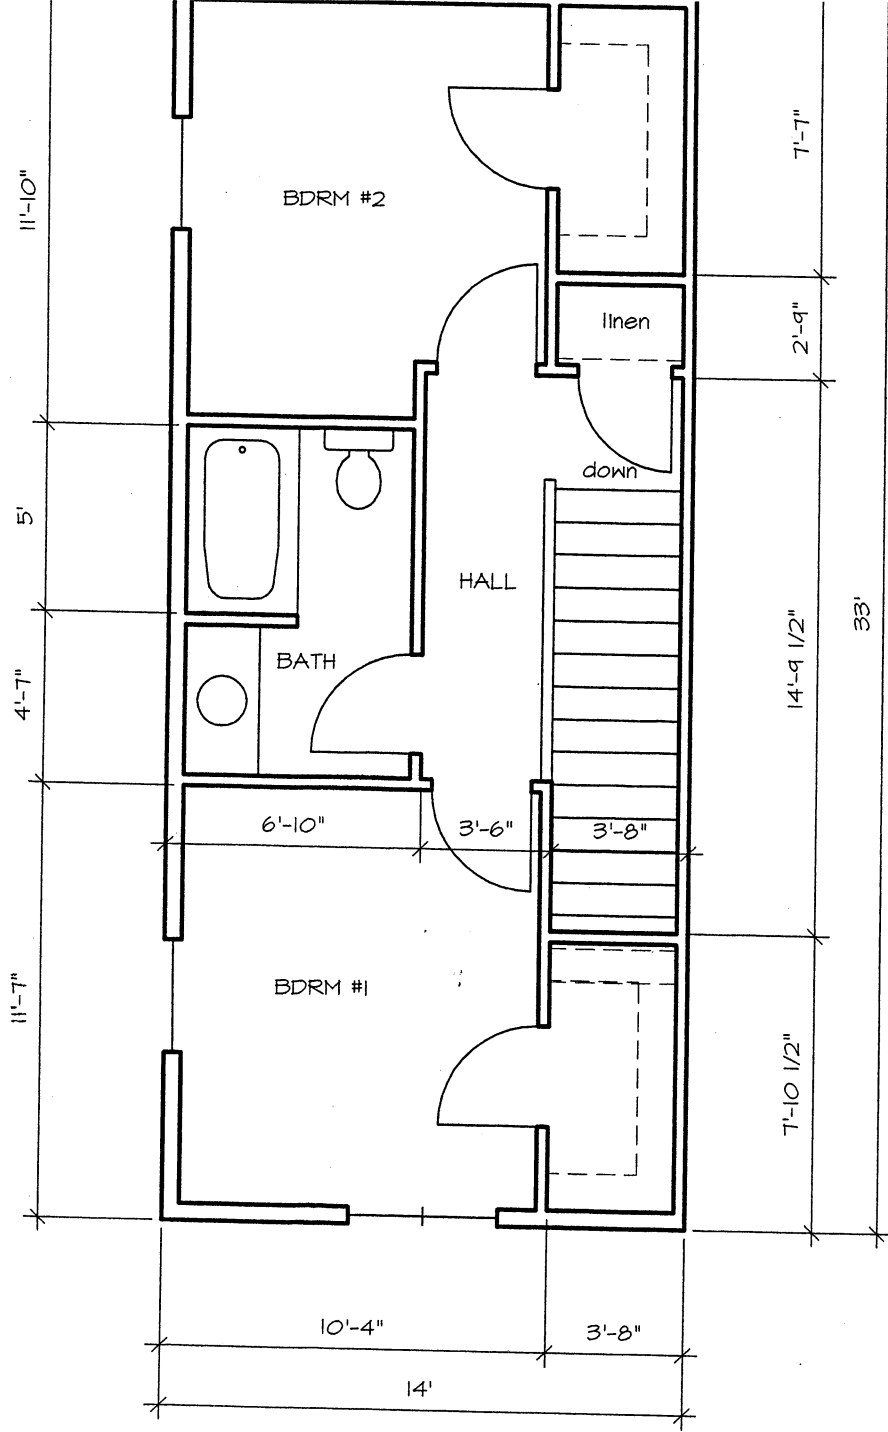 7'-7"
11'-10"
BDRM #2
linen
2'-9"
down
5'
HALL
33'
14'-9 1/2"
BATH
4'-7"
6'-10"
3'-6"
3'-8"
BDRM #1
11'-7"
7'-10 1/2"
10'-4"
3'-8"
14'